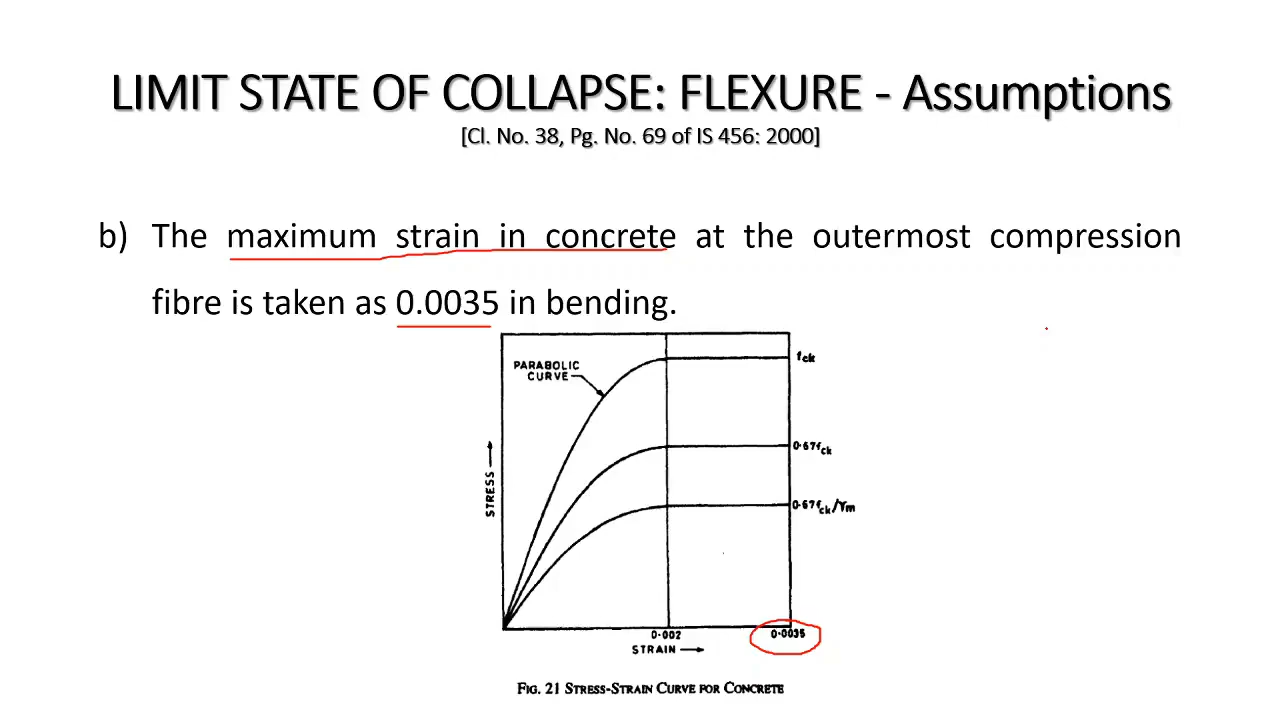 LIMIT STATE OF COLLAPSE: FLEXURE - Assumptions
[Cl. No. 38, Pg. No. 69 of IS 456: 2000]
b) The maximum strain in concrete at the outermost compression
fibre is taken as 0.0035 in bending.
PARABOLIC
CURVE
fck
0·67fck
0·67fck/γm
STRESS
0·002
0·0035
STRAIN
FIG. 21 STRESS-STRAIN CURVE FOR CONCRETE